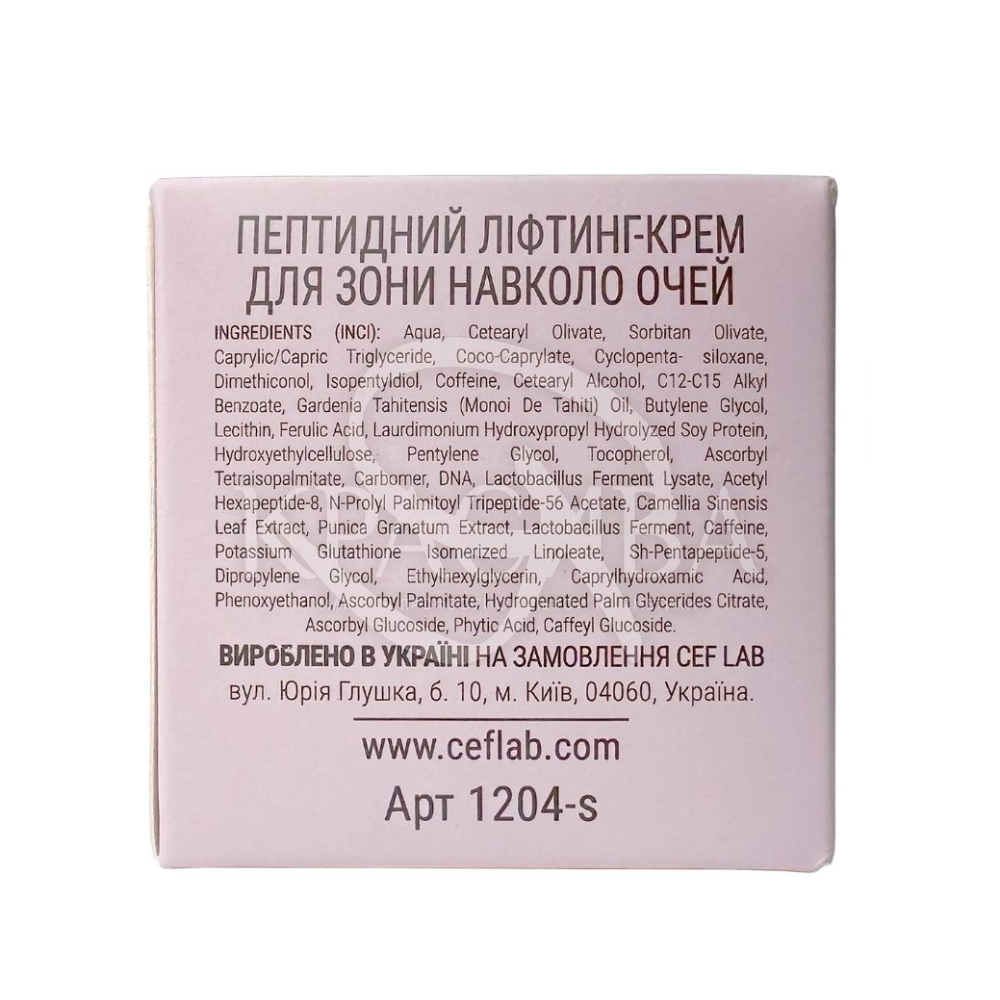 ПЕПТИДНИЙ ЛІФТИНГ-КРЕМ
ДЛЯ ЗОНИ НАВКОЛО ОЧЕЙ
INGREDIENTS (INCI): Aqua, Cetearyl Olivate, Sorbitan Olivate,
Caprylic/Capric Triglyceride, Coco-Caprylate, Cyclopenta- siloxane,
Dimethiconol, Isopentyldiol, Coffeine, Cetearyl Alcohol, C12-C15 Alkyl
Benzoate, Gardenia Tahitensis (Monoi De Tahiti) Oil, Butylene Glycol,
Lecithin, Ferulic Acid, Laurdimonium Hydroxypropyl Hydrolyzed Soy Protein,
Hydroxyethylcellulose, Pentylene Glycol, Tocopherol, Ascorbyl
Tetraisopalmitate, Carbomer, DNA, Lactobacillus Ferment Lysate, Acetyl
Hexapeptide-8, N-Prolyl Palmitoyl Tripeptide-56 Acetate, Camellia Sinensis
Leaf Extract, Punica Granatum Extract, Lactobacillus Ferment, Caffeine,
Potassium Glutathione Isomerized Linoleate, Sh-Pentapeptide-5,
Dipropylene Glycol, Ethylhexylglycerin, Caprylhydroxamic Acid,
Phenoxyethanol, Ascorbyl Palmitate, Hydrogenated Palm Glycerides Citrate,
Ascorbyl Glucoside, Phytic Acid, Caffeyl Glucoside.
ВИРОБЛЕНО В УКРАЇНІ НА ЗАМОВЛЕННЯ CEF LAB
вул. Юрія Глушка, б. 10, м. Київ, 04060, Україна.
www.ceflab.com
Арт 1204-s
КРАСАВА